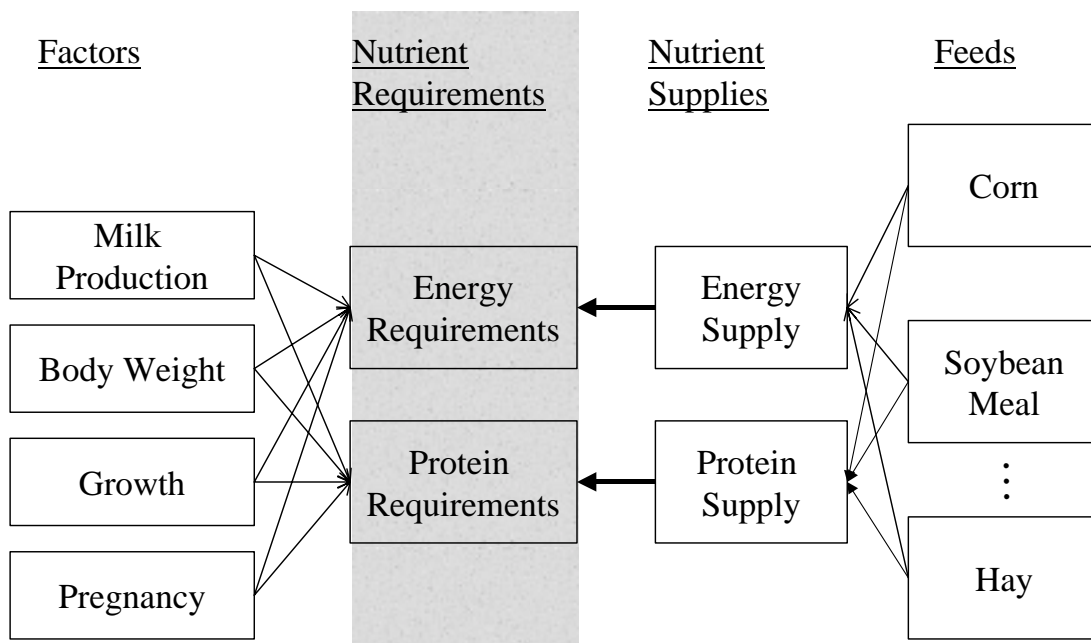 Factors
Nutrient
Requirements
Nutrient
Supplies
Feeds
Milk
Production
Body Weight
Growth
Pregnancy
Energy
Requirements
Protein
Requirements
Energy
Supply
Protein
Supply
Corn
Soybean
Meal
⋮
Hay